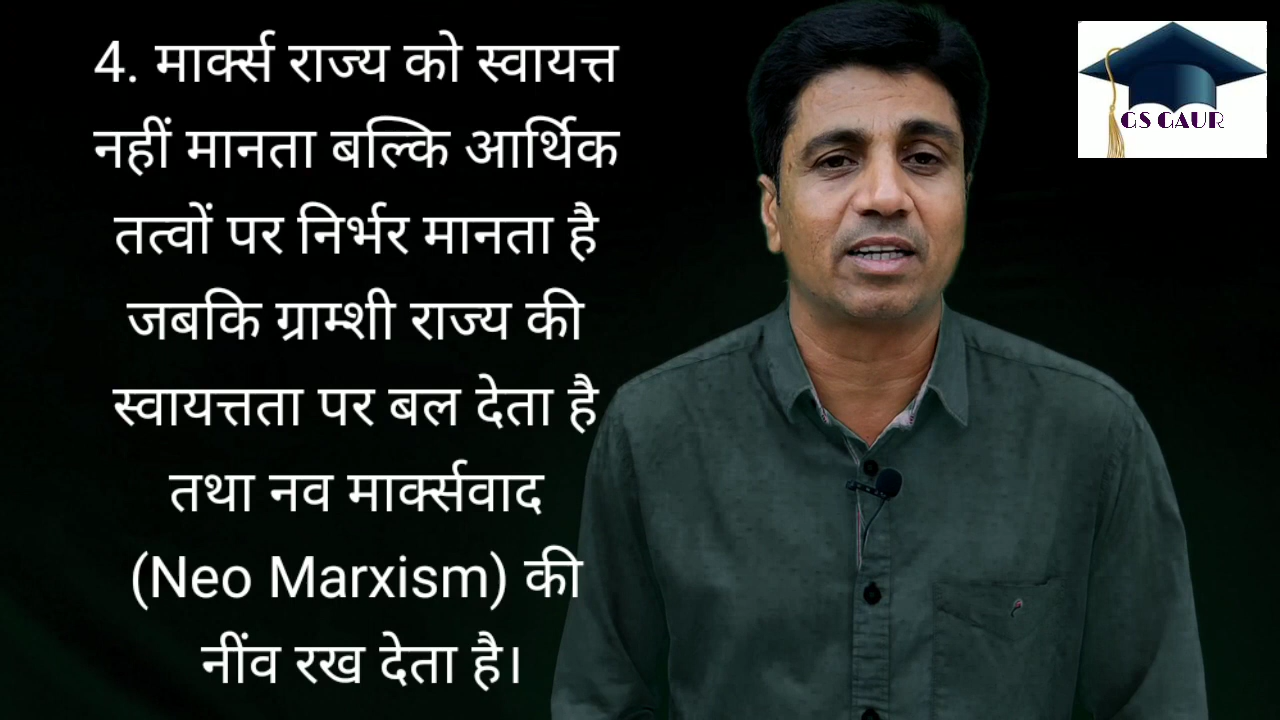 4. मार्क्स राज्य को स्वायत्त
नहीं मानता बल्कि आर्थिक
तत्वों पर निर्भर मानता है
जबकि ग्राम्शी राज्य की
स्वायत्तता पर बल देता है
तथा नव मार्क्सवाद
(Neo Marxism) की
नींव रख देता है।
GS GAUR